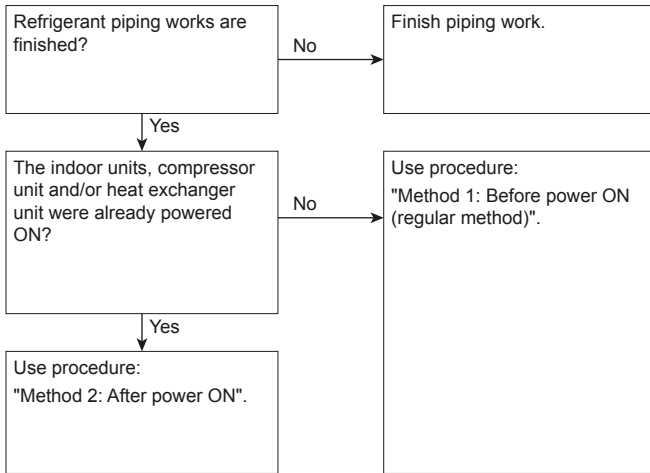 Refrigerant piping works are
finished?
No
Finish piping work.
Yes
The indoor units, compressor
unit and/or heat exchanger
unit were already powered
ON?
No
Use procedure:
"Method 1: Before power ON
(regular method)".
Yes
Use procedure:
"Method 2: After power ON".